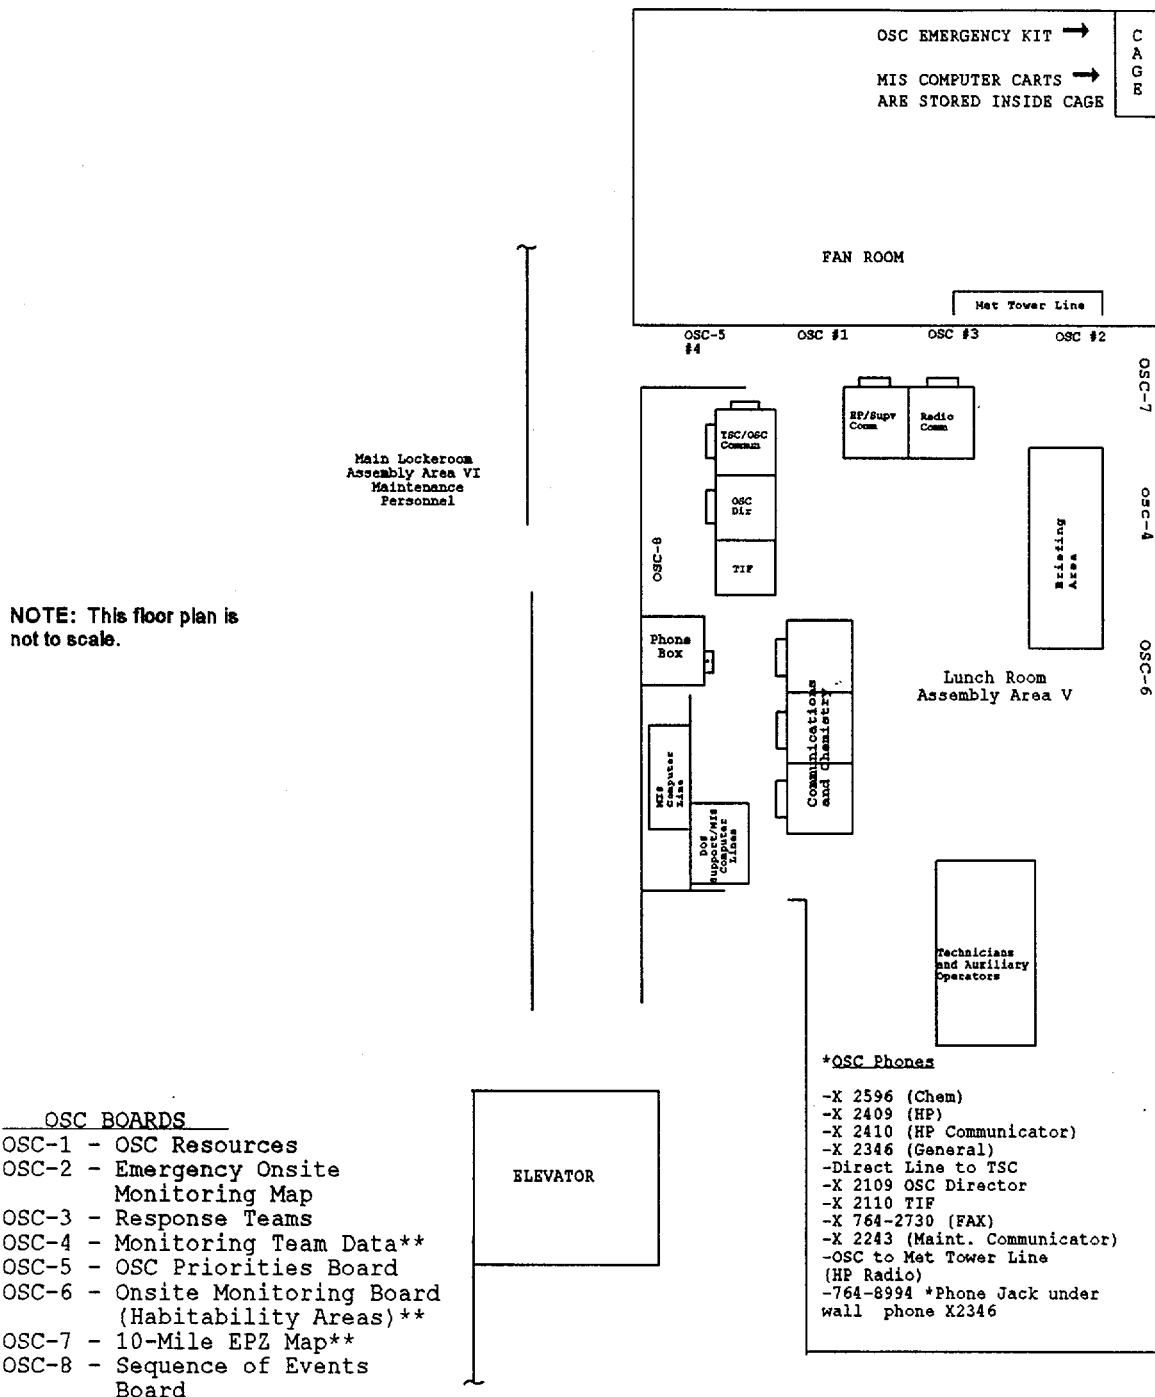 OSC EMERGENCY KIT →
MIS COMPUTER CARTS →
ARE STORED INSIDE CAGE
CAGE
FAN ROOM
Met Tower Line
OSC-5
#4
OSC #1
OSC #3
OSC #2
OSC-7
HP/Supv
Comm
Radio
Comm
TSC/OSC
Commun
OSC
Dir
TIF
OSC-8
Main Lockeroom
Assembly Area VI
Maintenance
Personnel
OSC-4
Briefing
Area
NOTE: This floor plan is
not to scale.
Phone
Box
OSC-6
Lunch Room
Assembly Area V
Communications
and Chemistry
MIS
Computer
Line
DOS
Support/MIS
Computer
Lines
Technicians
and Auxiliary
Operators
*OSC Phones
-X 2596 (Chem)
-X 2409 (HP)
-X 2410 (HP Communicator)
-X 2346 (General)
-Direct Line to TSC
-X 2109 OSC Director
-X 2110 TIF
-X 764-2730 (FAX)
-X 2243 (Maint. Communicator)
-OSC to Met Tower Line
(HP Radio)
-764-8994 *Phone Jack under
wall phone X2346
ELEVATOR
OSC BOARDS
OSC-1 - OSC Resources
OSC-2 - Emergency Onsite
Monitoring Map
OSC-3 - Response Teams
OSC-4 - Monitoring Team Data**
OSC-5 - OSC Priorities Board
OSC-6 - Onsite Monitoring Board
(Habitability Areas)**
OSC-7 - 10-Mile EPZ Map**
OSC-8 - Sequence of Events
Board